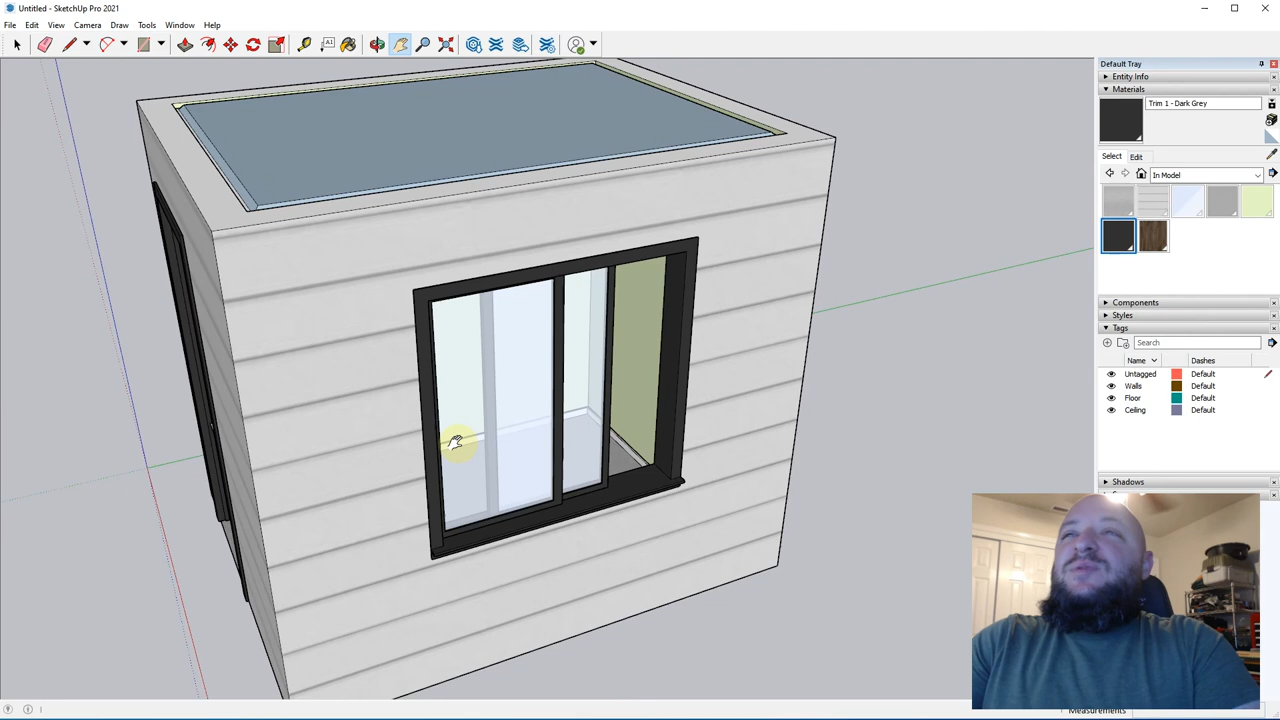 Untitled - SketchUp Pro 2021
File Edit View Camera Draw Tools Window Help
Default Tray
Entity Info
Materials
Trim 1 - Dark Grey
Select Edit
In Model
Components
Styles
Tags
Search
Name Dashes
Untagged Default
Walls Default
Floor Default
Ceiling Default
Shadows
Measurements